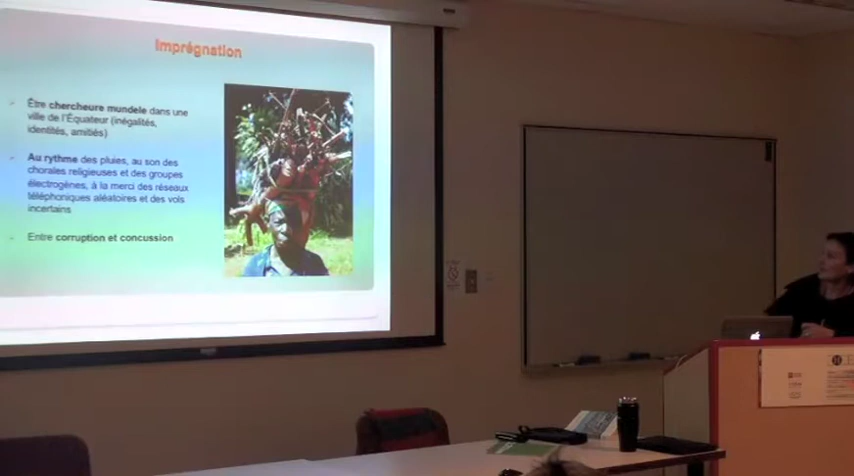 Imprégnation
Être chercheure mundele dans une
ville de l'Équateur (inégalités,
identités, amitiés)
Au rythme des pluies, au son des
chorales religieuses et des groupes
électrogènes, à la merci des réseaux
téléphoniques aléatoires et des vols
incertains
Entre corruption et concussion